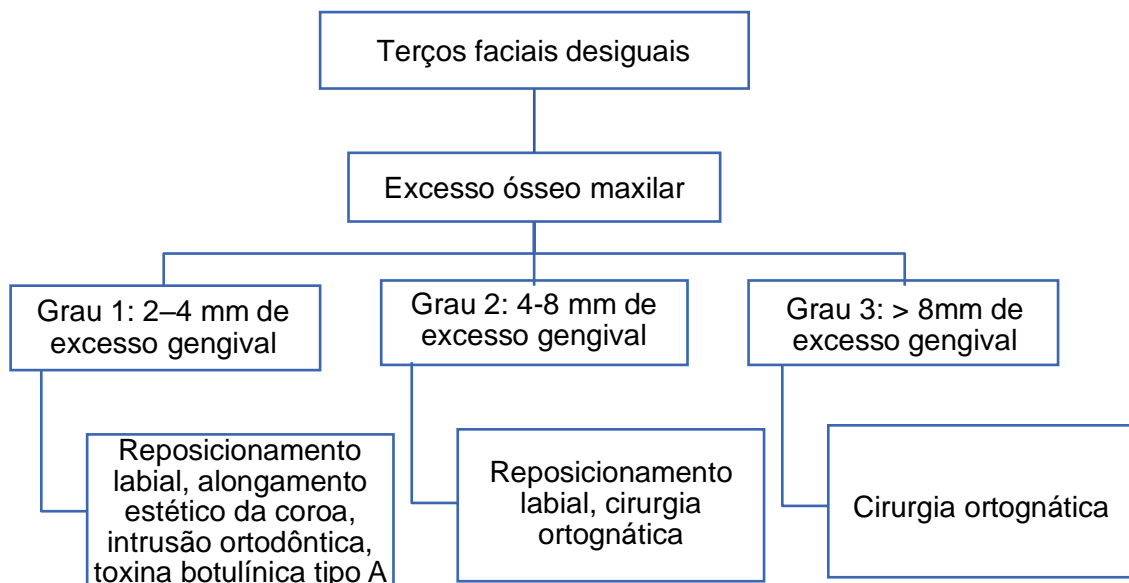 Terços faciais desiguais
Excesso ósseo maxilar
Grau 1: 2–4 mm de
excesso gengival
Grau 2: 4-8 mm de
excesso gengival
Grau 3: > 8mm de
excesso gengival
Reposicionamento
labial, alongamento
estético da coroa,
intrusão ortodôntica,
toxina botulínica tipo A
Reposicionamento
labial, cirurgia
ortognática
Cirurgia ortognática